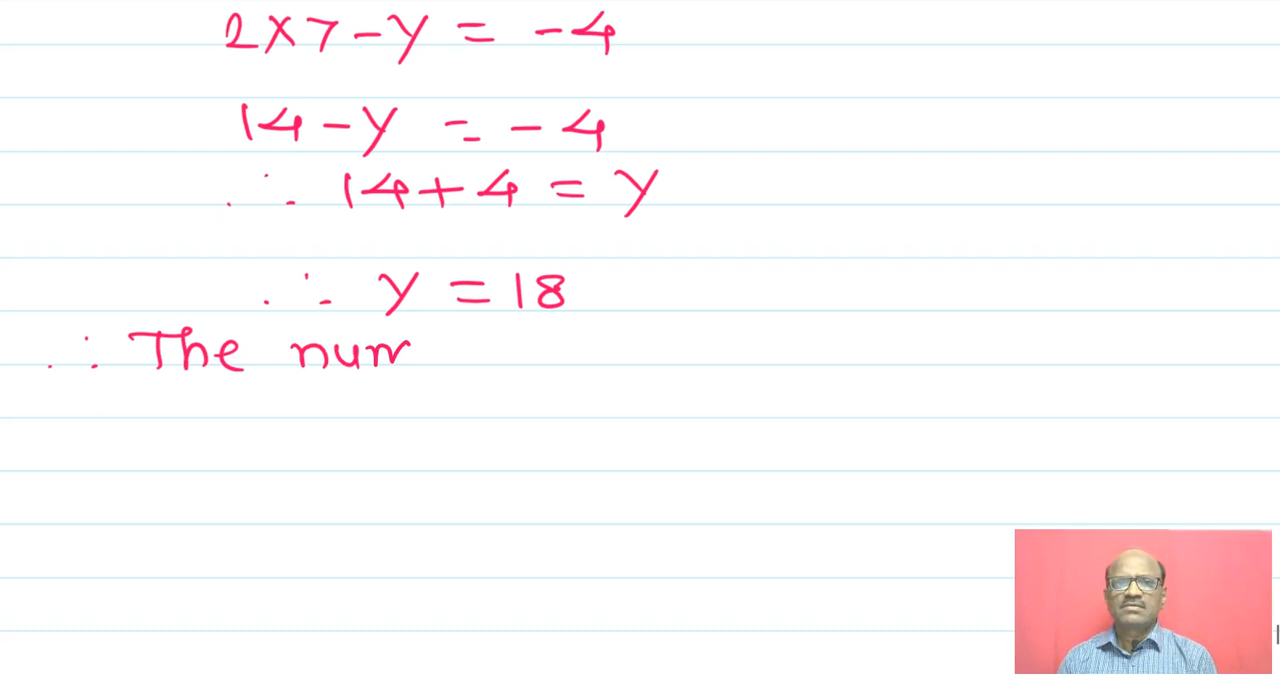 2×7-y = -4
14-y = -4
∴ 14+4 = y
∴ y = 18
∴ The num